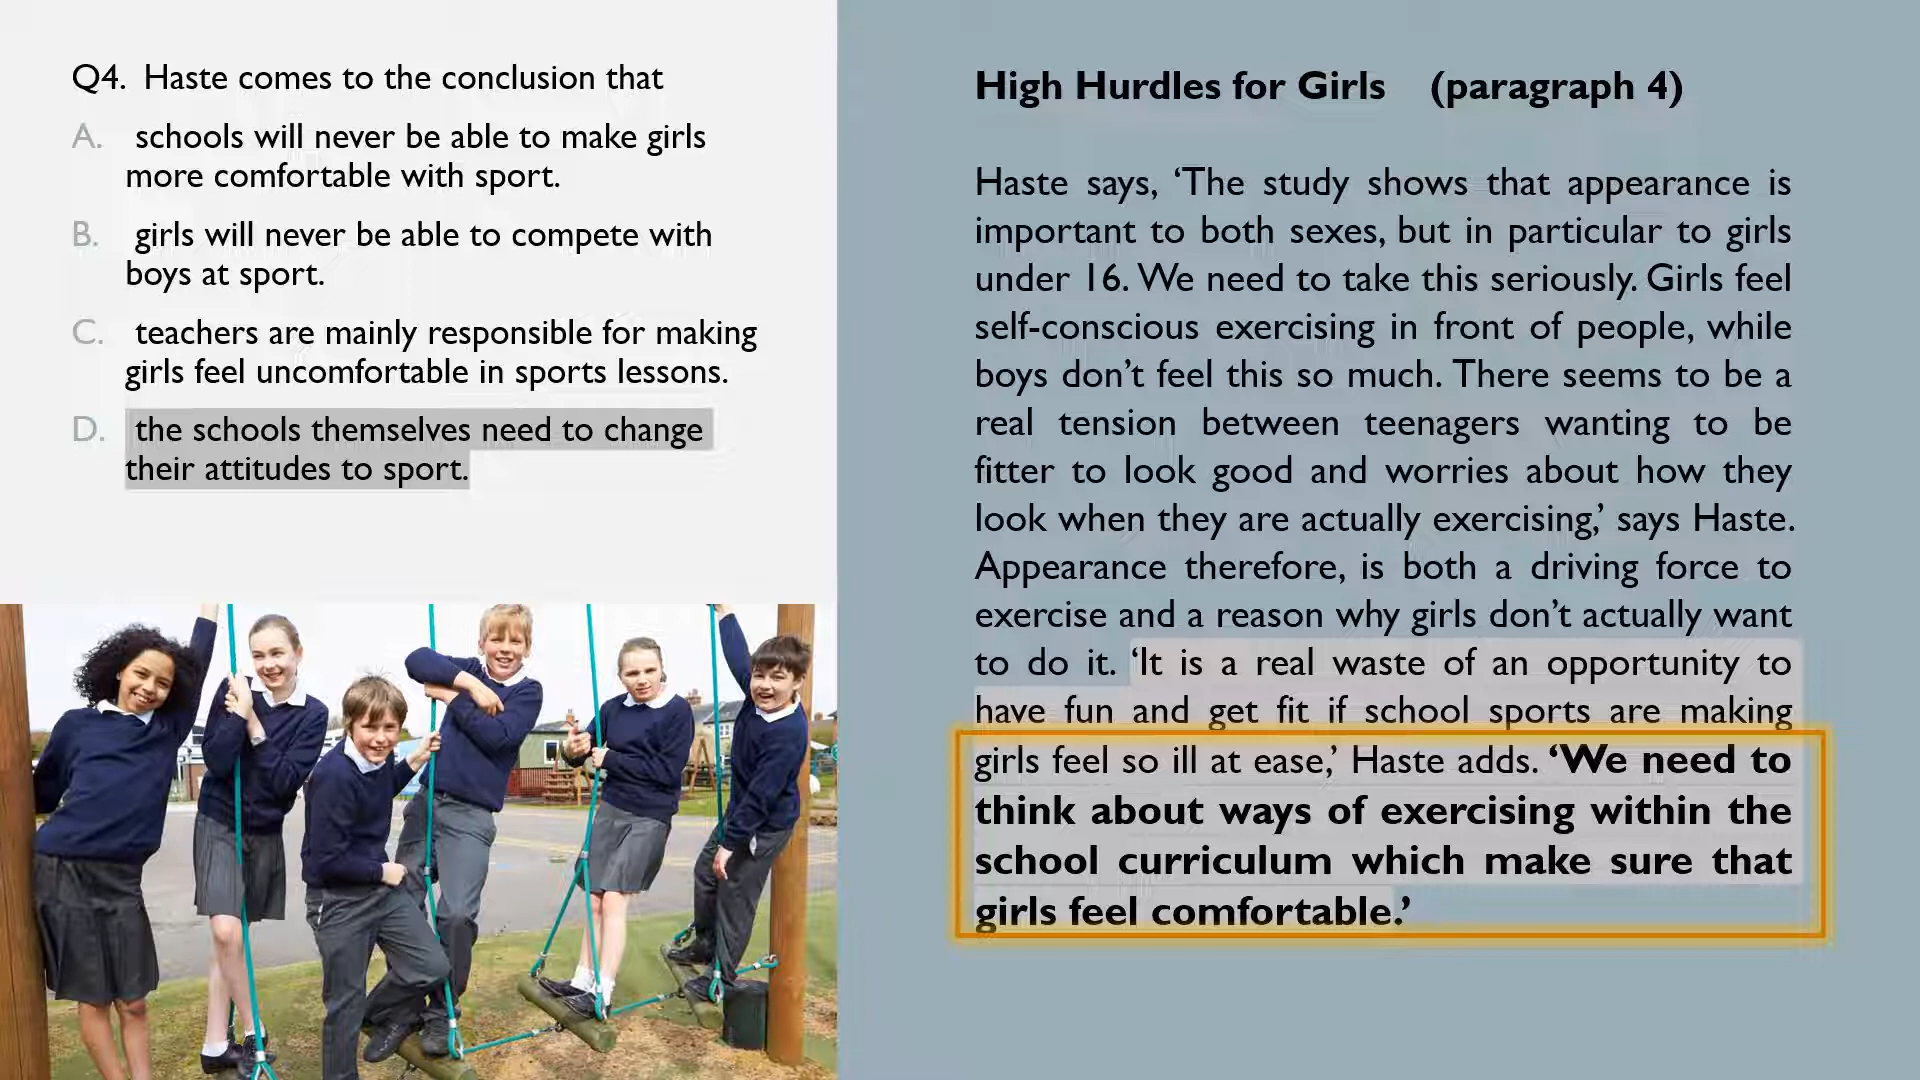 Q4. Haste comes to the conclusion that
A. schools will never be able to make girls
more comfortable with sport.
B. girls will never be able to compete with
boys at sport.
C. teachers are mainly responsible for making
girls feel uncomfortable in sports lessons.
D. the schools themselves need to change
their attitudes to sport.
High Hurdles for Girls (paragraph 4)
Haste says, ‘The study shows that appearance is
important to both sexes, but in particular to girls
under 16. We need to take this seriously. Girls feel
self-conscious exercising in front of people, while
boys don’t feel this so much. There seems to be a
real tension between teenagers wanting to be
fitter to look good and worries about how they
look when they are actually exercising,’ says Haste.
Appearance therefore, is both a driving force to
exercise and a reason why girls don’t actually want
to do it. ‘It is a real waste of an opportunity to
have fun and get fit if school sports are making
girls feel so ill at ease,’ Haste adds. ‘We need to
think about ways of exercising within the
school curriculum which make sure that
girls feel comfortable.’